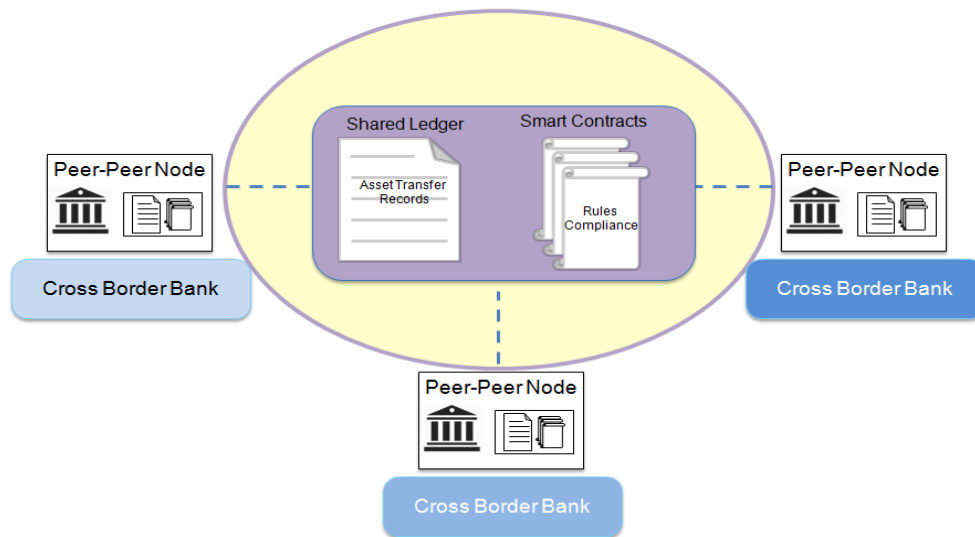 Shared Ledger
Smart Contracts
Asset Transfer
Records
Rules
Compliance
Peer-Peer Node
Cross Border Bank
Peer-Peer Node
Cross Border Bank
Peer-Peer Node
Cross Border Bank